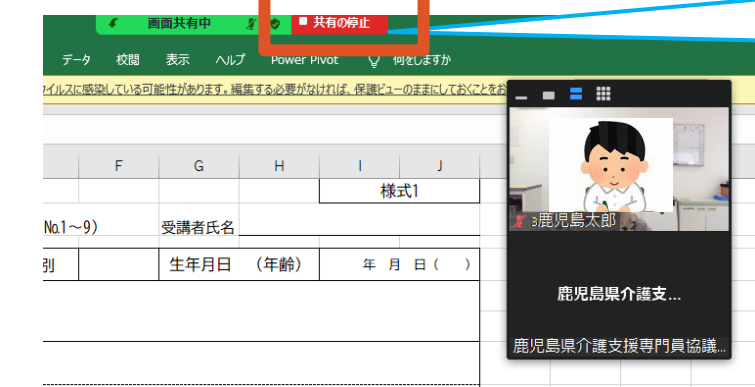 画面共有中 共有の停止
データ 校閲 表示 ヘルプ Power Pivot 何をしますか
ウイルスに感染している可能性があります。編集する必要がなければ、保護ビューのままにしておくことをお
F G H I J
様式1
No.1～9） 受講者氏名
別 生年月日 （年齢） 年 月 日（ ）
3鹿児島太郎
鹿児島県介護支...
鹿児島県介護支援専門員協議...